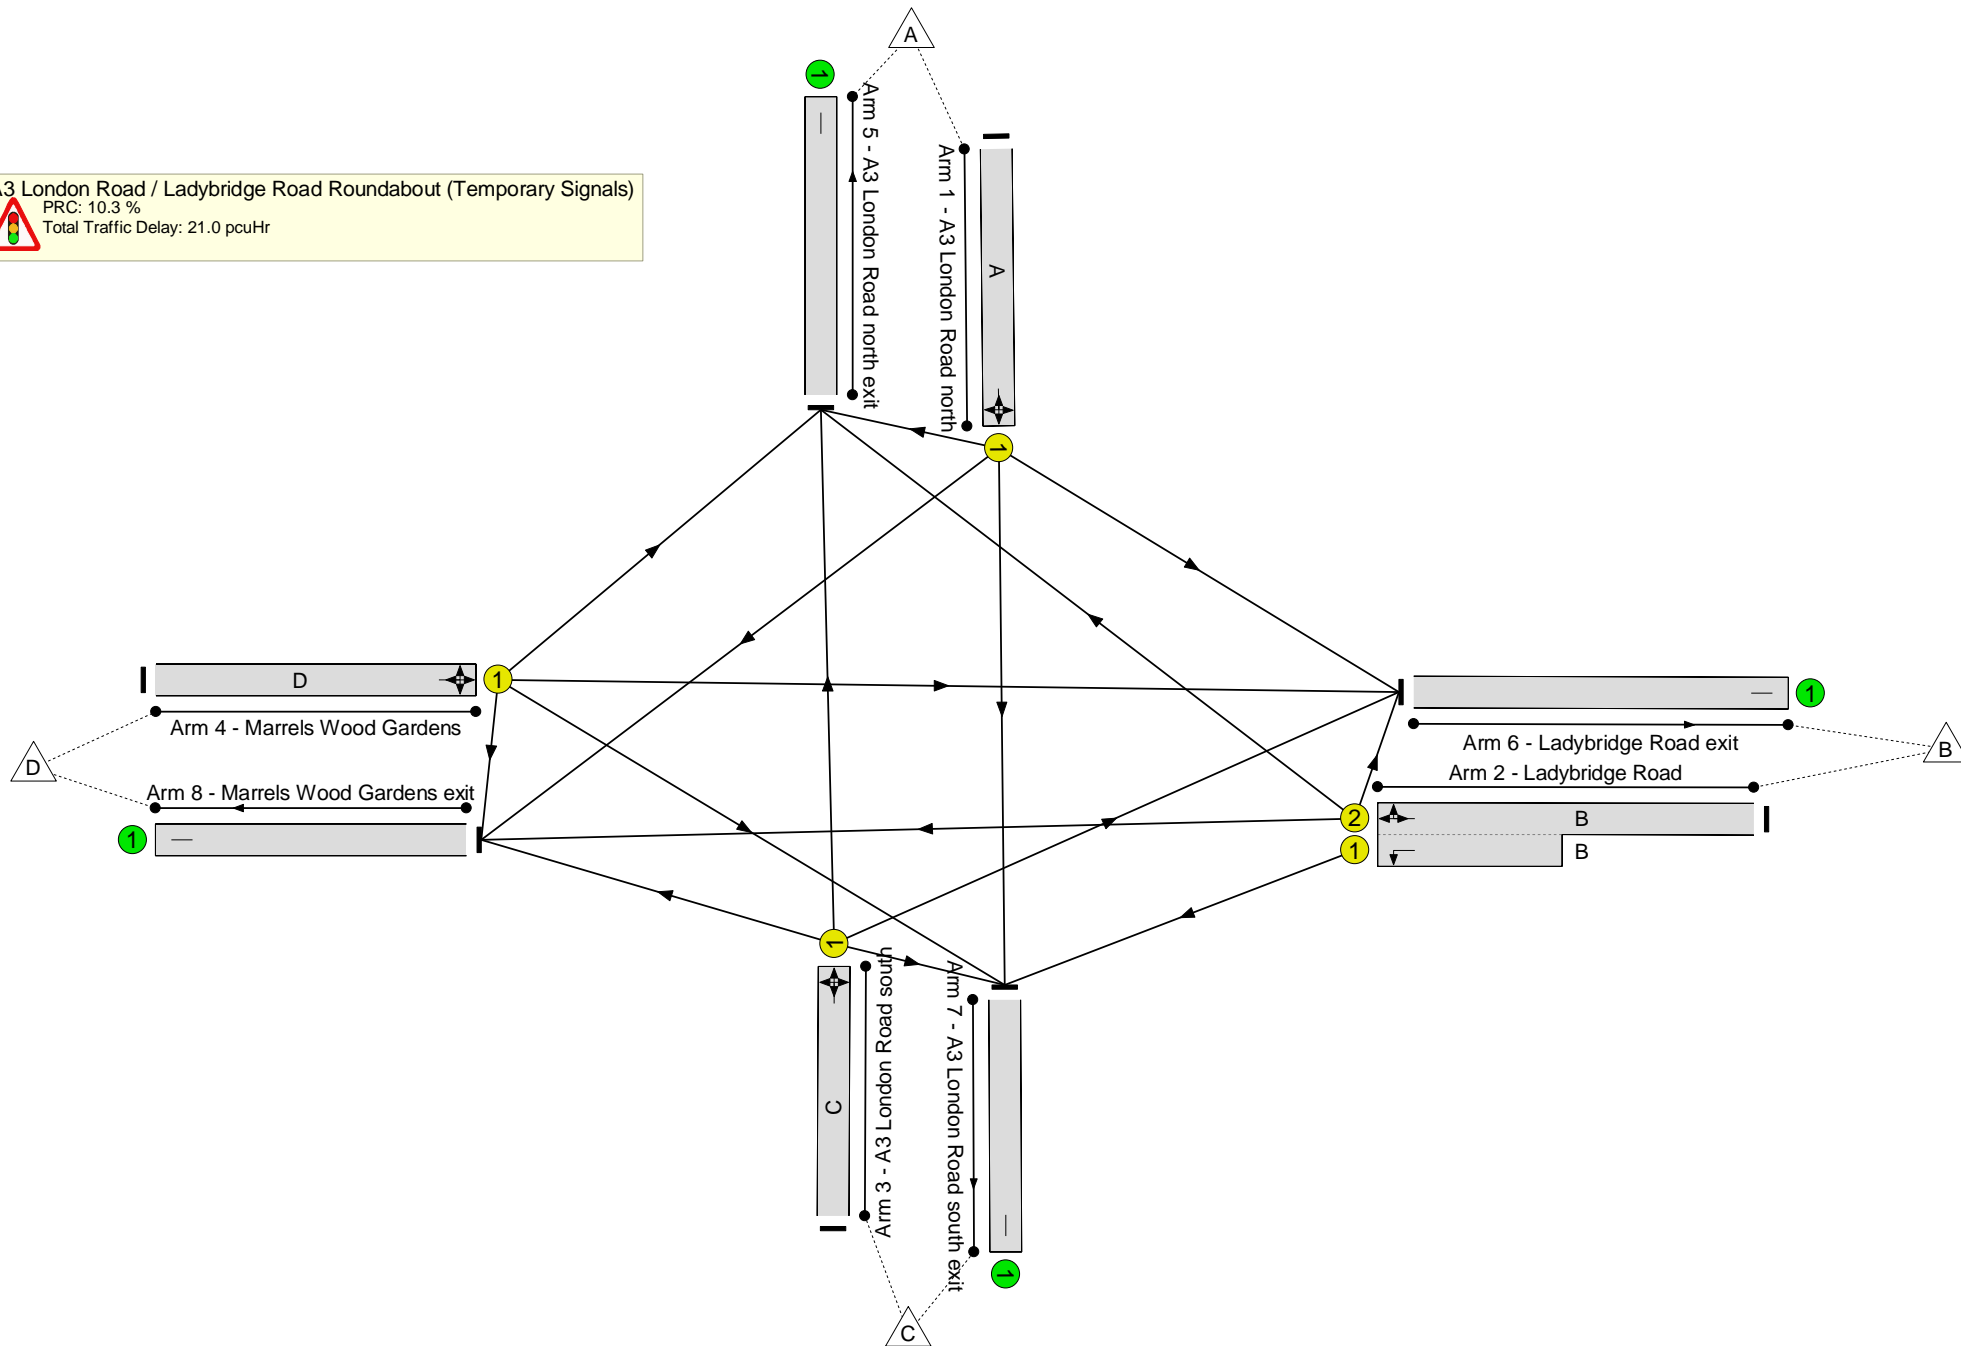 A
1
Arm 5 - A3 London Road north exit
Arm 1 - A3 London Road north
A
A3 London Road / Ladybridge Road Roundabout (Temporary Signals)
PRC: 10.3 %
Total Traffic Delay: 21.0 pcuHr
1
D
1
Arm 4 - Marrels Wood Gardens
D
Arm 8 - Marrels Wood Gardens exit
1
1
Arm 6 - Ladybridge Road exit
B
Arm 2 - Ladybridge Road
2
B
1
B
1
Arm 3 - A3 London Road south
C
Arm 7 - A3 London Road south exit
1
C